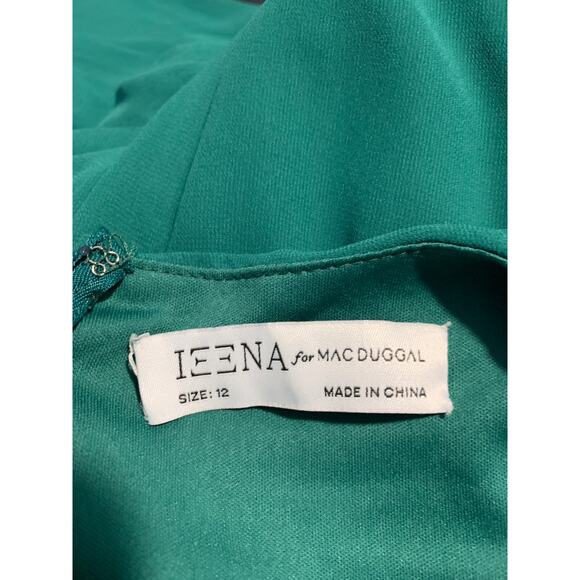 IEENA for MAC DUGGAL
SIZE: 12 MADE IN CHINA